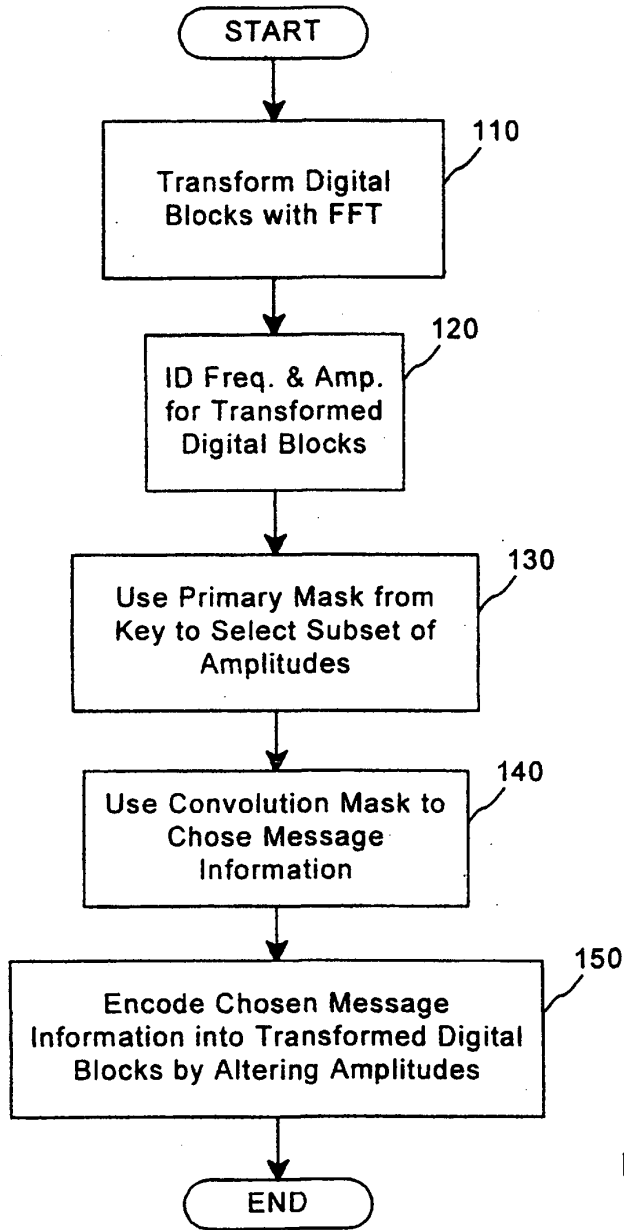 START
110
Transform Digital
Blocks with FFT
120
ID Freq. & Amp.
for Transformed
Digital Blocks
130
Use Primary Mask from
Key to Select Subset of
Amplitudes
140
Use Convolution Mask to
Chose Message
Information
150
Encode Chosen Message
Information into Transformed Digital
Blocks by Altering Amplitudes
END